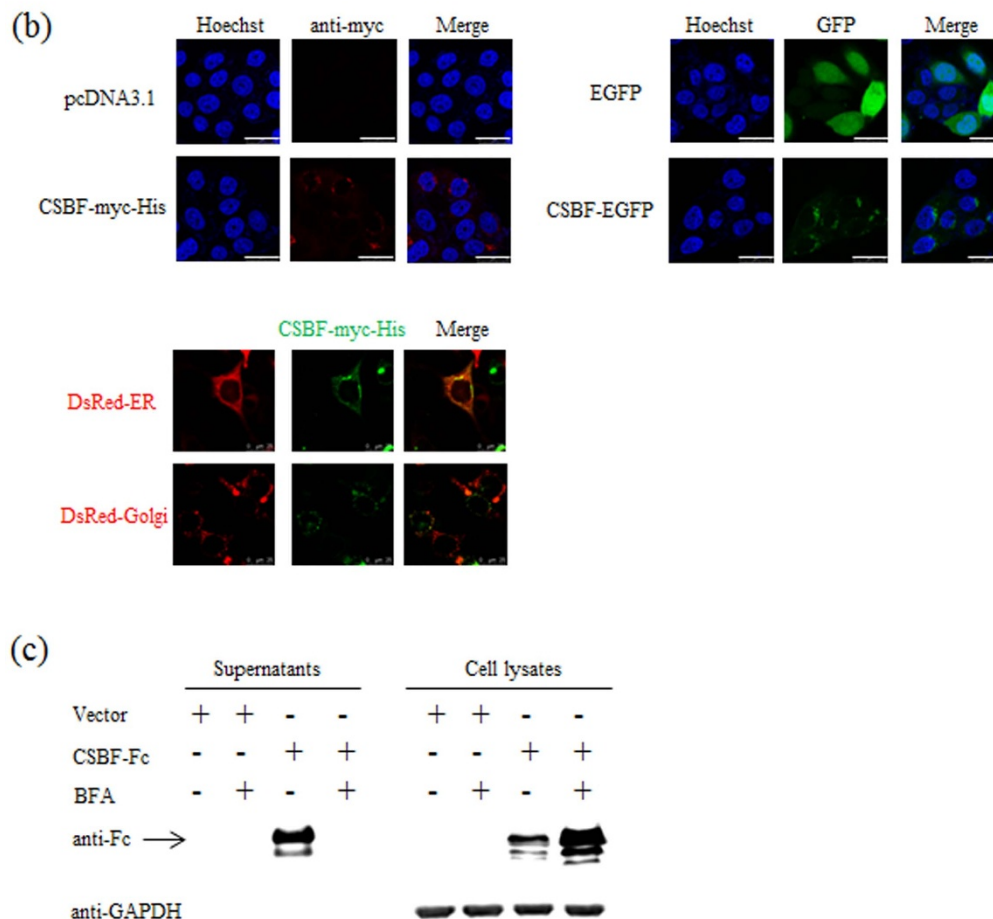 (b)
Hoechst anti-myc Merge
pcDNA3.1
CSBF-myc-His
Hoechst GFP Merge
EGFP
CSBF-EGFP
CSBF-myc-His Merge
DsRed-ER
DsRed-Golgi
(c)
Supernatants Cell lysates
Vector + + - - + + - -
CSBF-Fc - - + + - - + +
BFA - + - + - + - +
anti-Fc →
anti-GAPDH